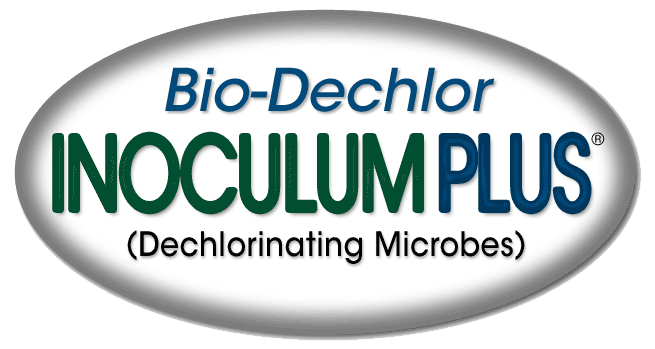 Bio-Dechlor
INOCULUM PLUS®
(Dechlorinating Microbes)